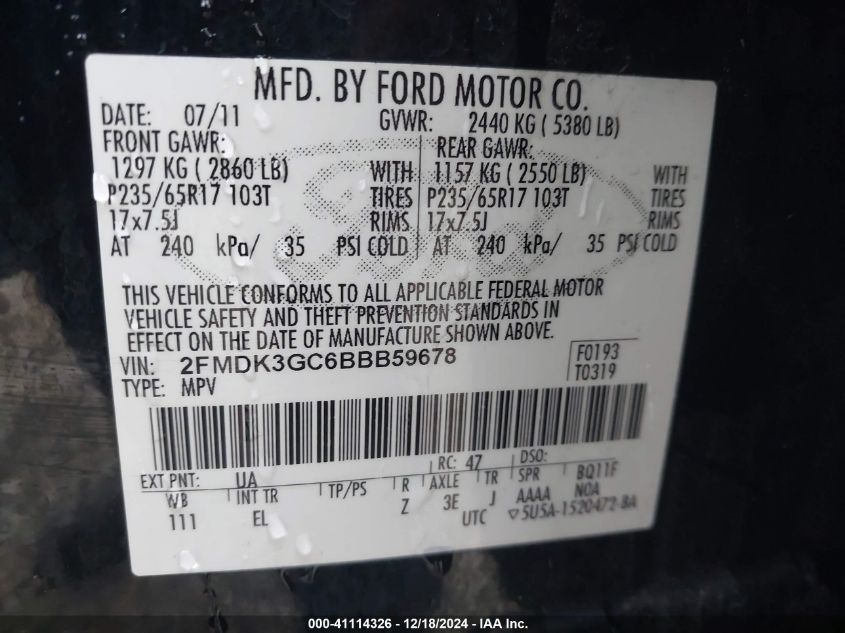 MFD. BY FORD MOTOR CO.
DATE: 07/11 GVWR: 2440 KG ( 5380 LB)
FRONT GAWR: REAR GAWR:
1297 KG ( 2860 LB) WITH 1157 KG ( 2550 LB) WITH
P235/65R17 103T TIRES P235/65R17 103T TIRES
17x7.5J RIMS 17x7.5J RIMS
AT 240 kPa/ 35 PSI COLD AT 240 kPa/ 35 PSI COLD
THIS VEHICLE CONFORMS TO ALL APPLICABLE FEDERAL MOTOR
VEHICLE SAFETY AND THEFT PREVENTION STANDARDS IN
EFFECT ON THE DATE OF MANUFACTURE SHOWN ABOVE.
VIN: 2FMDK3GC6BBB59678 F0193
TYPE: MPV T0319
RC: 47 DSO:
EXT PNT: UA
WB INT TR TP/PS R AXLE TR SPR BQ11F
111 EL Z 3E J AAAA NOA
UTC ▽5U5A-1520472-BA
000-41114326 / 12/18/2024 - IAA Inc.